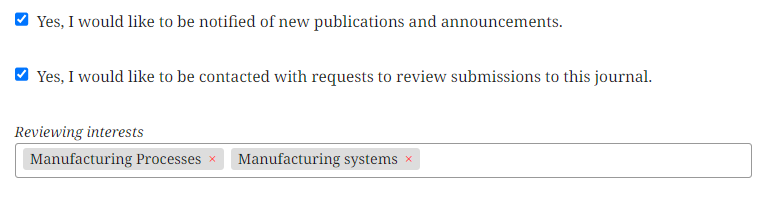 Yes, I would like to be notified of new publications and announcements.
Yes, I would like to be contacted with requests to review submissions to this journal.
Reviewing interests
Manufacturing Processes × Manufacturing systems ×